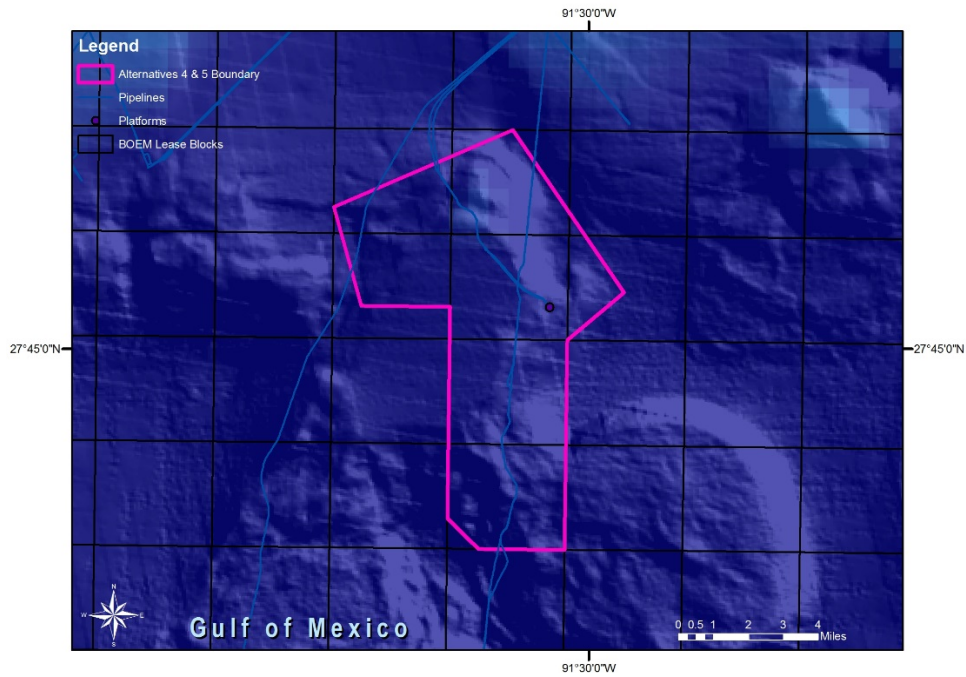 91°30'0"W
Legend
Alternatives 4 & 5 Boundary
Pipelines
Platforms
BOEM Lease Blocks
27°45'0"N
27°45'0"N
N
W
E
S
Gulf of Mexico
0 0.5 1 2 3 4
Miles
91°30'0"W